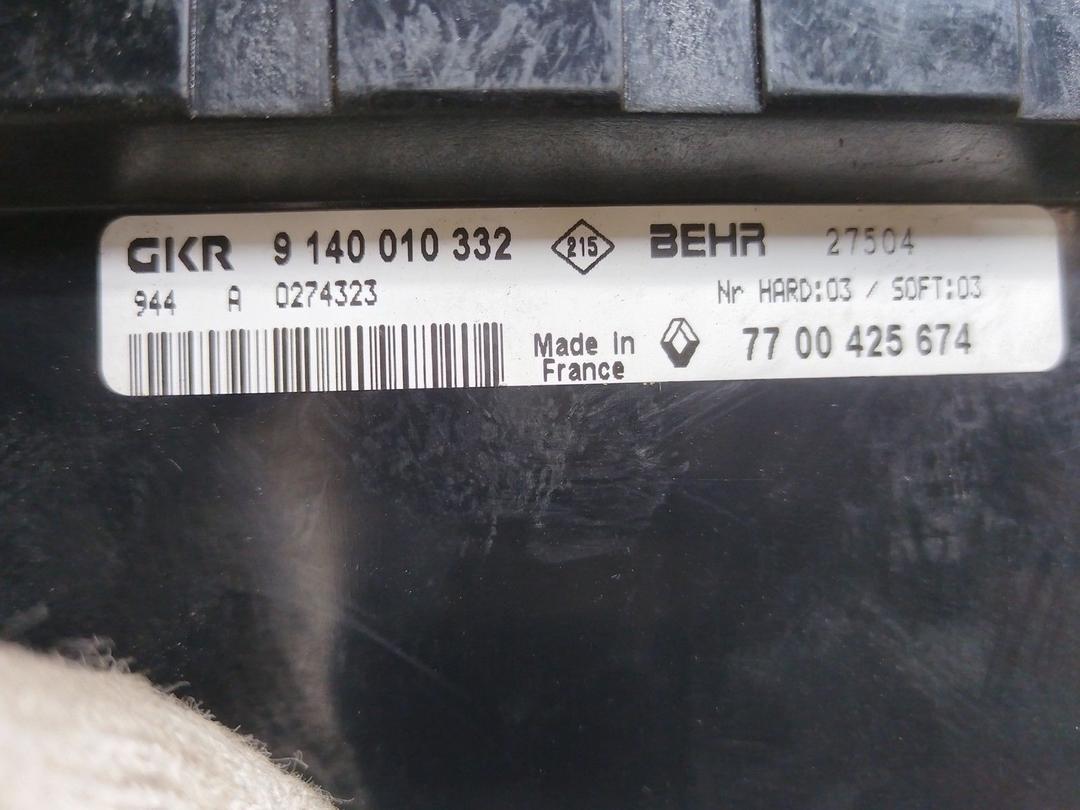 GKR 9 140 010 332 215 BEHR 27504
944 A 0274323 Nr HARD:03 / SOFT:03
Made in France 77 00 425 674